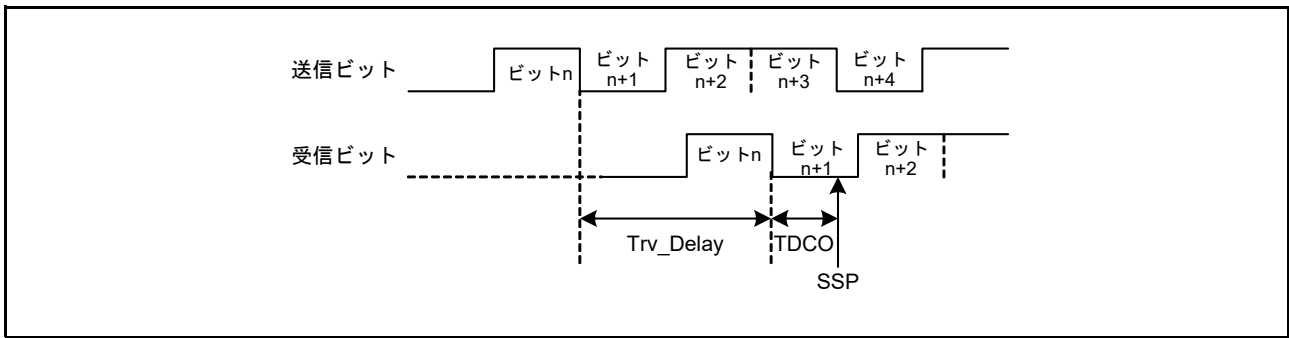 送信ビット
ビットn
ビット
n+1
ビット
n+2
ビット
n+3
ビット
n+4
受信ビット
ビットn
ビット
n+1
ビット
n+2
Trv_Delay
TDCO
SSP